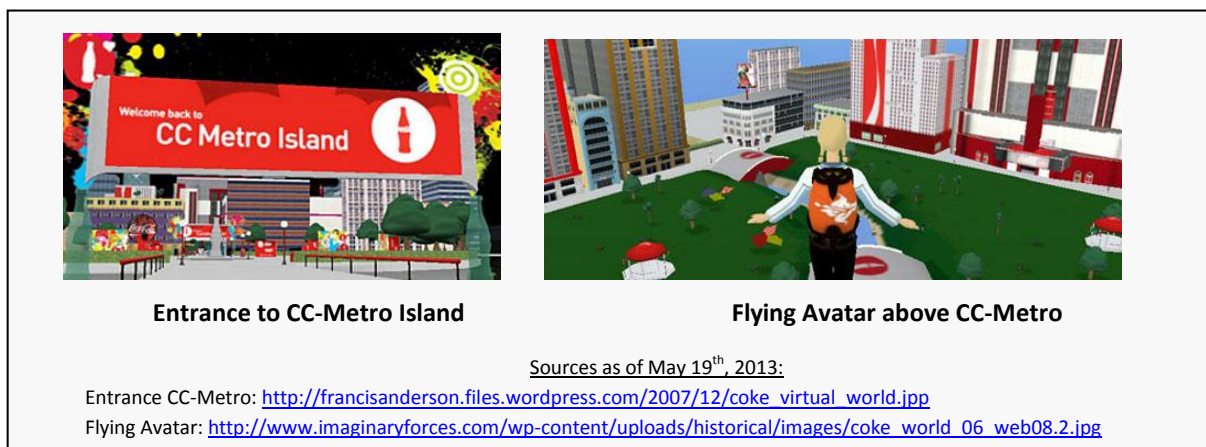 Welcome back to
CC Metro Island
Coca-Cola
Entrance to CC-Metro Island
Flying Avatar above CC-Metro
Sources as of May 19th, 2013:
Entrance CC-Metro: http://francisanderson.files.wordpress.com/2007/12/coke_virtual_world.jpp
Flying Avatar: http://www.imaginaryforces.com/wp-content/uploads/historical/images/coke_world_06_web08.2.jpg